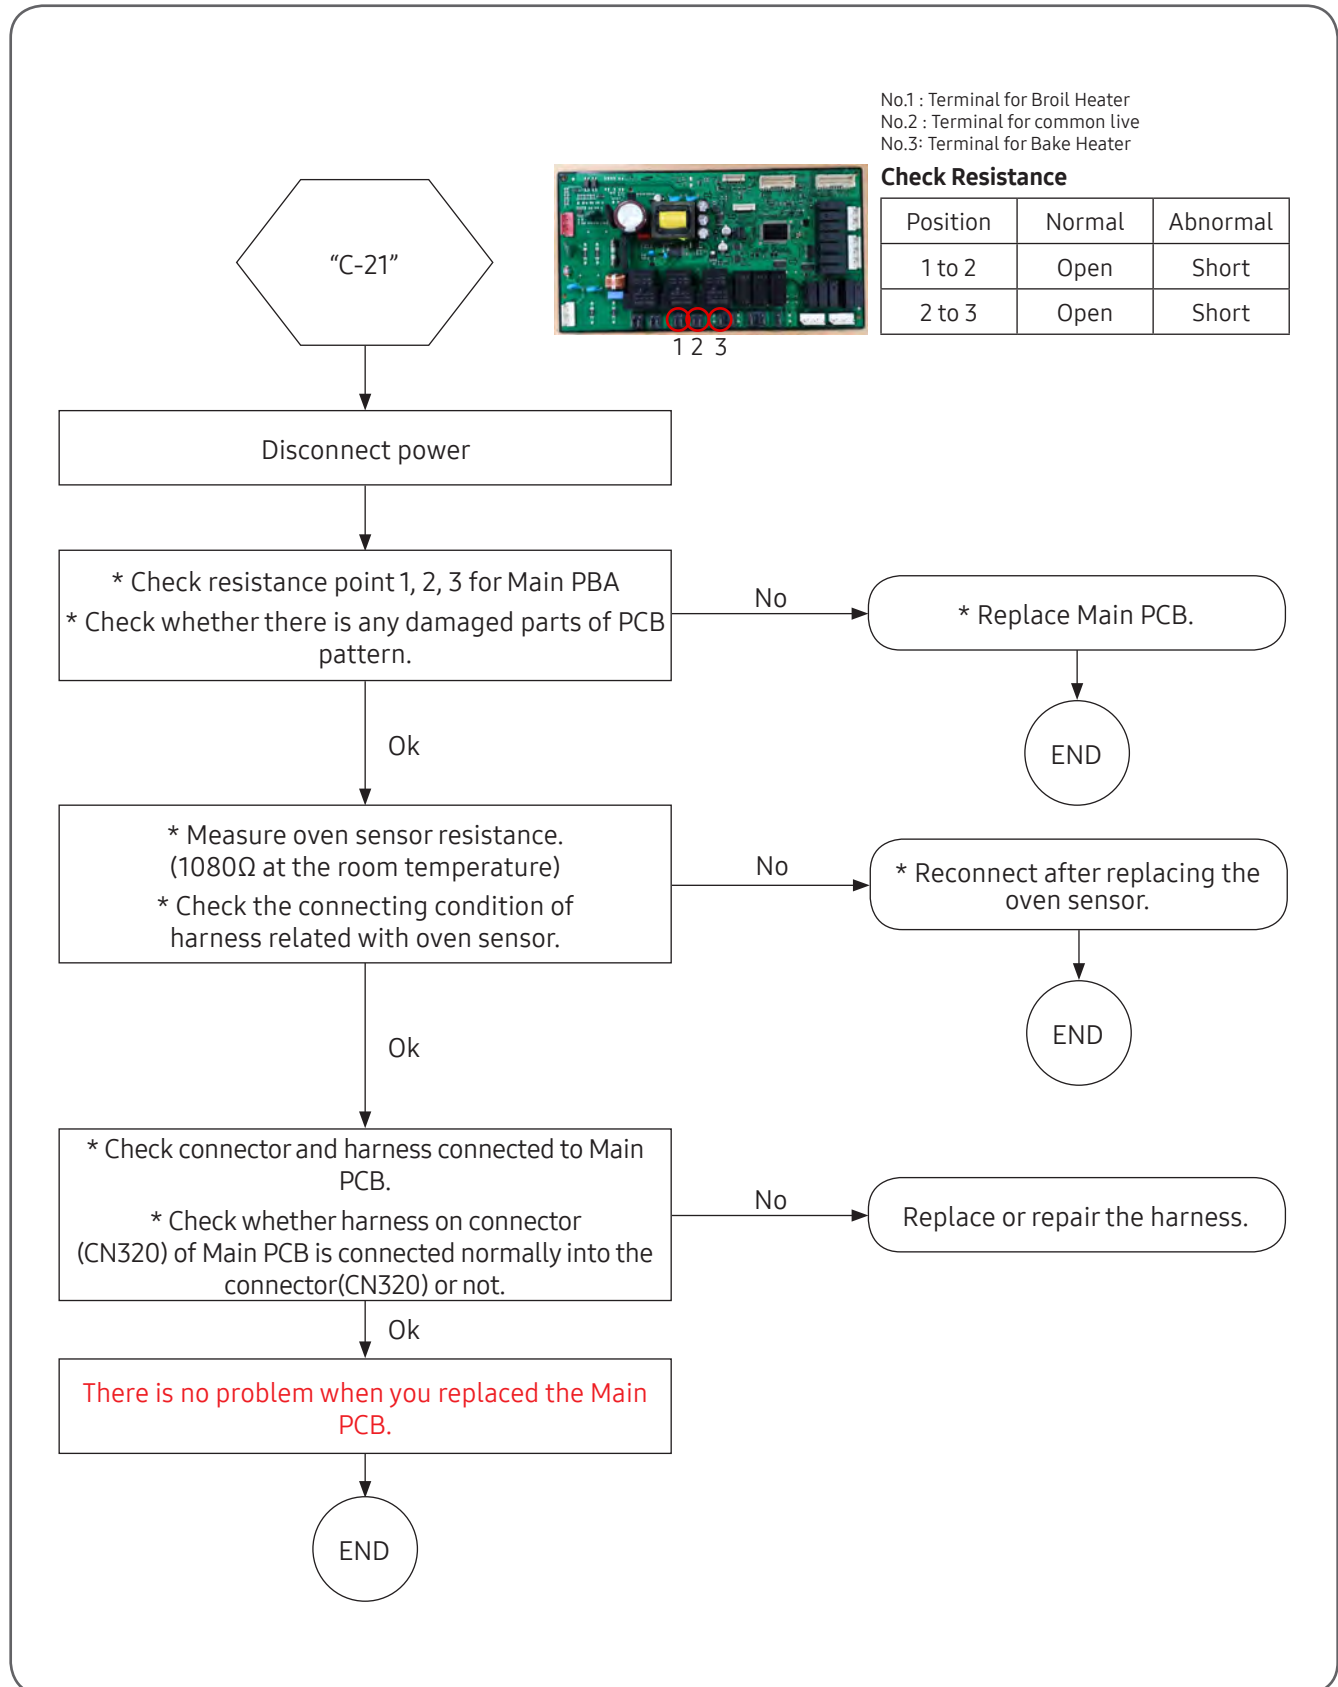 No.1 : Terminal for Broil Heater
No.2 : Terminal for common live
No.3: Terminal for Bake Heater
Check Resistance
Position Normal Abnormal
1 to 2 Open Short
2 to 3 Open Short
1 2 3
“C-21”
Disconnect power
* Check resistance point 1, 2, 3 for Main PBA
* Check whether there is any damaged parts of PCB
pattern.
No
* Replace Main PCB.
END
Ok
* Measure oven sensor resistance.
(1080Ω at the room temperature)
* Check the connecting condition of
harness related with oven sensor.
No
* Reconnect after replacing the
oven sensor.
END
Ok
* Check connector and harness connected to Main
PCB.
* Check whether harness on connector
(CN320) of Main PCB is connected normally into the
connector(CN320) or not.
No
Replace or repair the harness.
Ok
There is no problem when you replaced the Main
PCB.
END